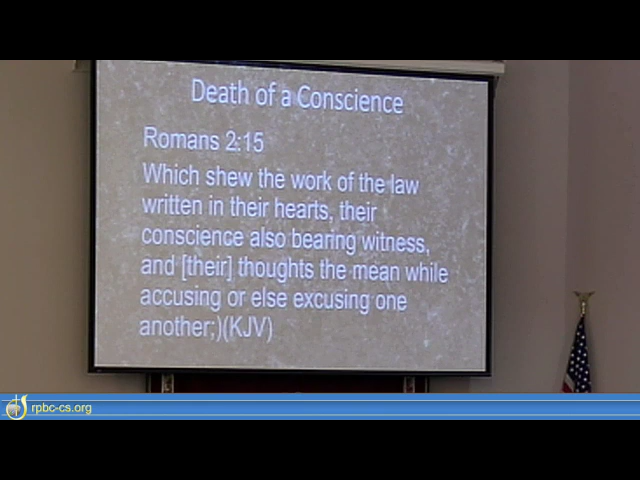 Death of a Conscience
Romans 2:15
Which shew the work of the law
written in their hearts, their
conscience also bearing witness,
and [their] thoughts the mean while
accusing or else excusing one
another;)(KJV)
rpbc-cs.org